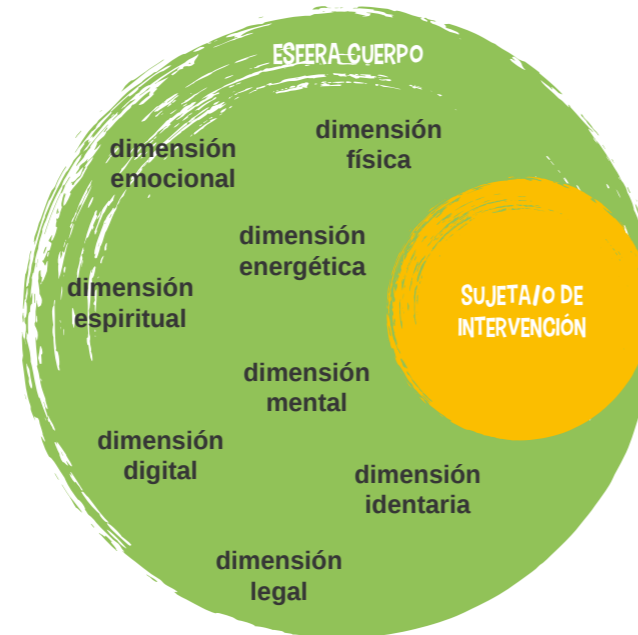 ESFERA CUERPO
dimensión
física
dimensión
emocional
dimensión
energética
dimensión
espiritual
SUJETA/O DE
INTERVENCIÓN
dimensión
mental
dimensión
digital
dimensión
identaria
dimensión
legal